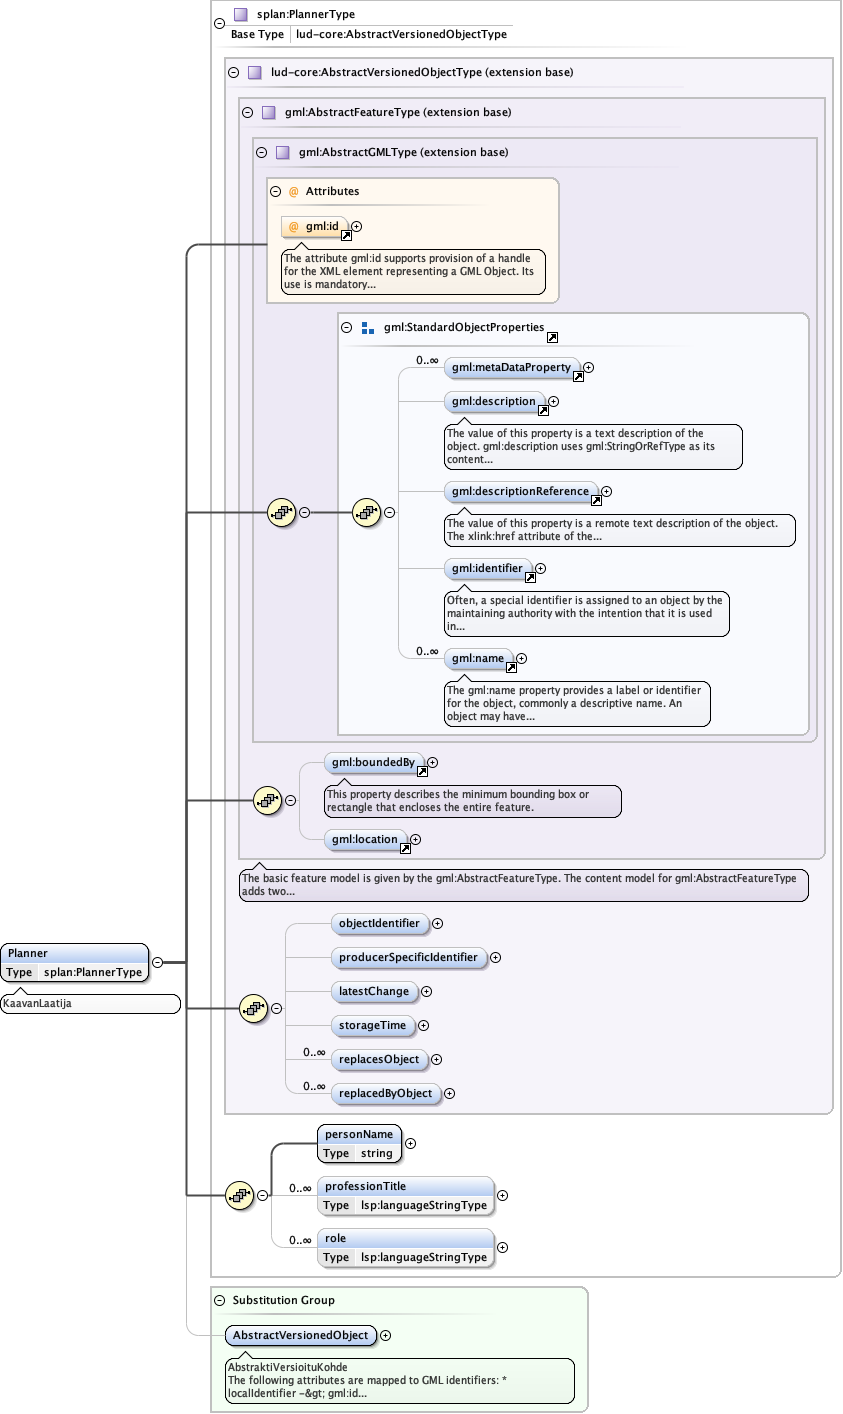 splan:PlannerType
Base Type lud-core:AbstractVersionedObjectType
lud-core:AbstractVersionedObjectType (extension base)
gml:AbstractFeatureType (extension base)
gml:AbstractGMLType (extension base)
@ Attributes
@ gml:id
The attribute gml:id supports provision of a handle
for the XML element representing a GML Object. Its
use is mandatory...
gml:StandardObjectProperties
0..∞
gml:metaDataProperty
gml:description
The value of this property is a text description of the
object. gml:description uses gml:StringOrRefType as its
content...
gml:descriptionReference
The value of this property is a remote text description of the object.
The xlink:href attribute of the...
gml:identifier
Often, a special identifier is assigned to an object by the
maintaining authority with the intention that it is used
in...
0..∞
gml:name
The gml:name property provides a label or identifier
for the object, commonly a descriptive name. An
object may have...
gml:boundedBy
This property describes the minimum bounding box or
rectangle that encloses the entire feature.
gml:location
The basic feature model is given by the gml:AbstractFeatureType. The content model for gml:AbstractFeatureType
adds two...
objectIdentifier
Planner
Type splan:PlannerType
KaavanLaatija
producerSpecificIdentifier
latestChange
storageTime
0..∞
replacesObject
0..∞
replacedByObject
personName
Type string
0..∞
professionTitle
Type lsp:languageStringType
0..∞
role
Type lsp:languageStringType
Substitution Group
AbstractVersionedObject
AbstraktiVersioituKohde
The following attributes are mapped to GML identifiers: *
localIdentifier -&gt; gml:id...